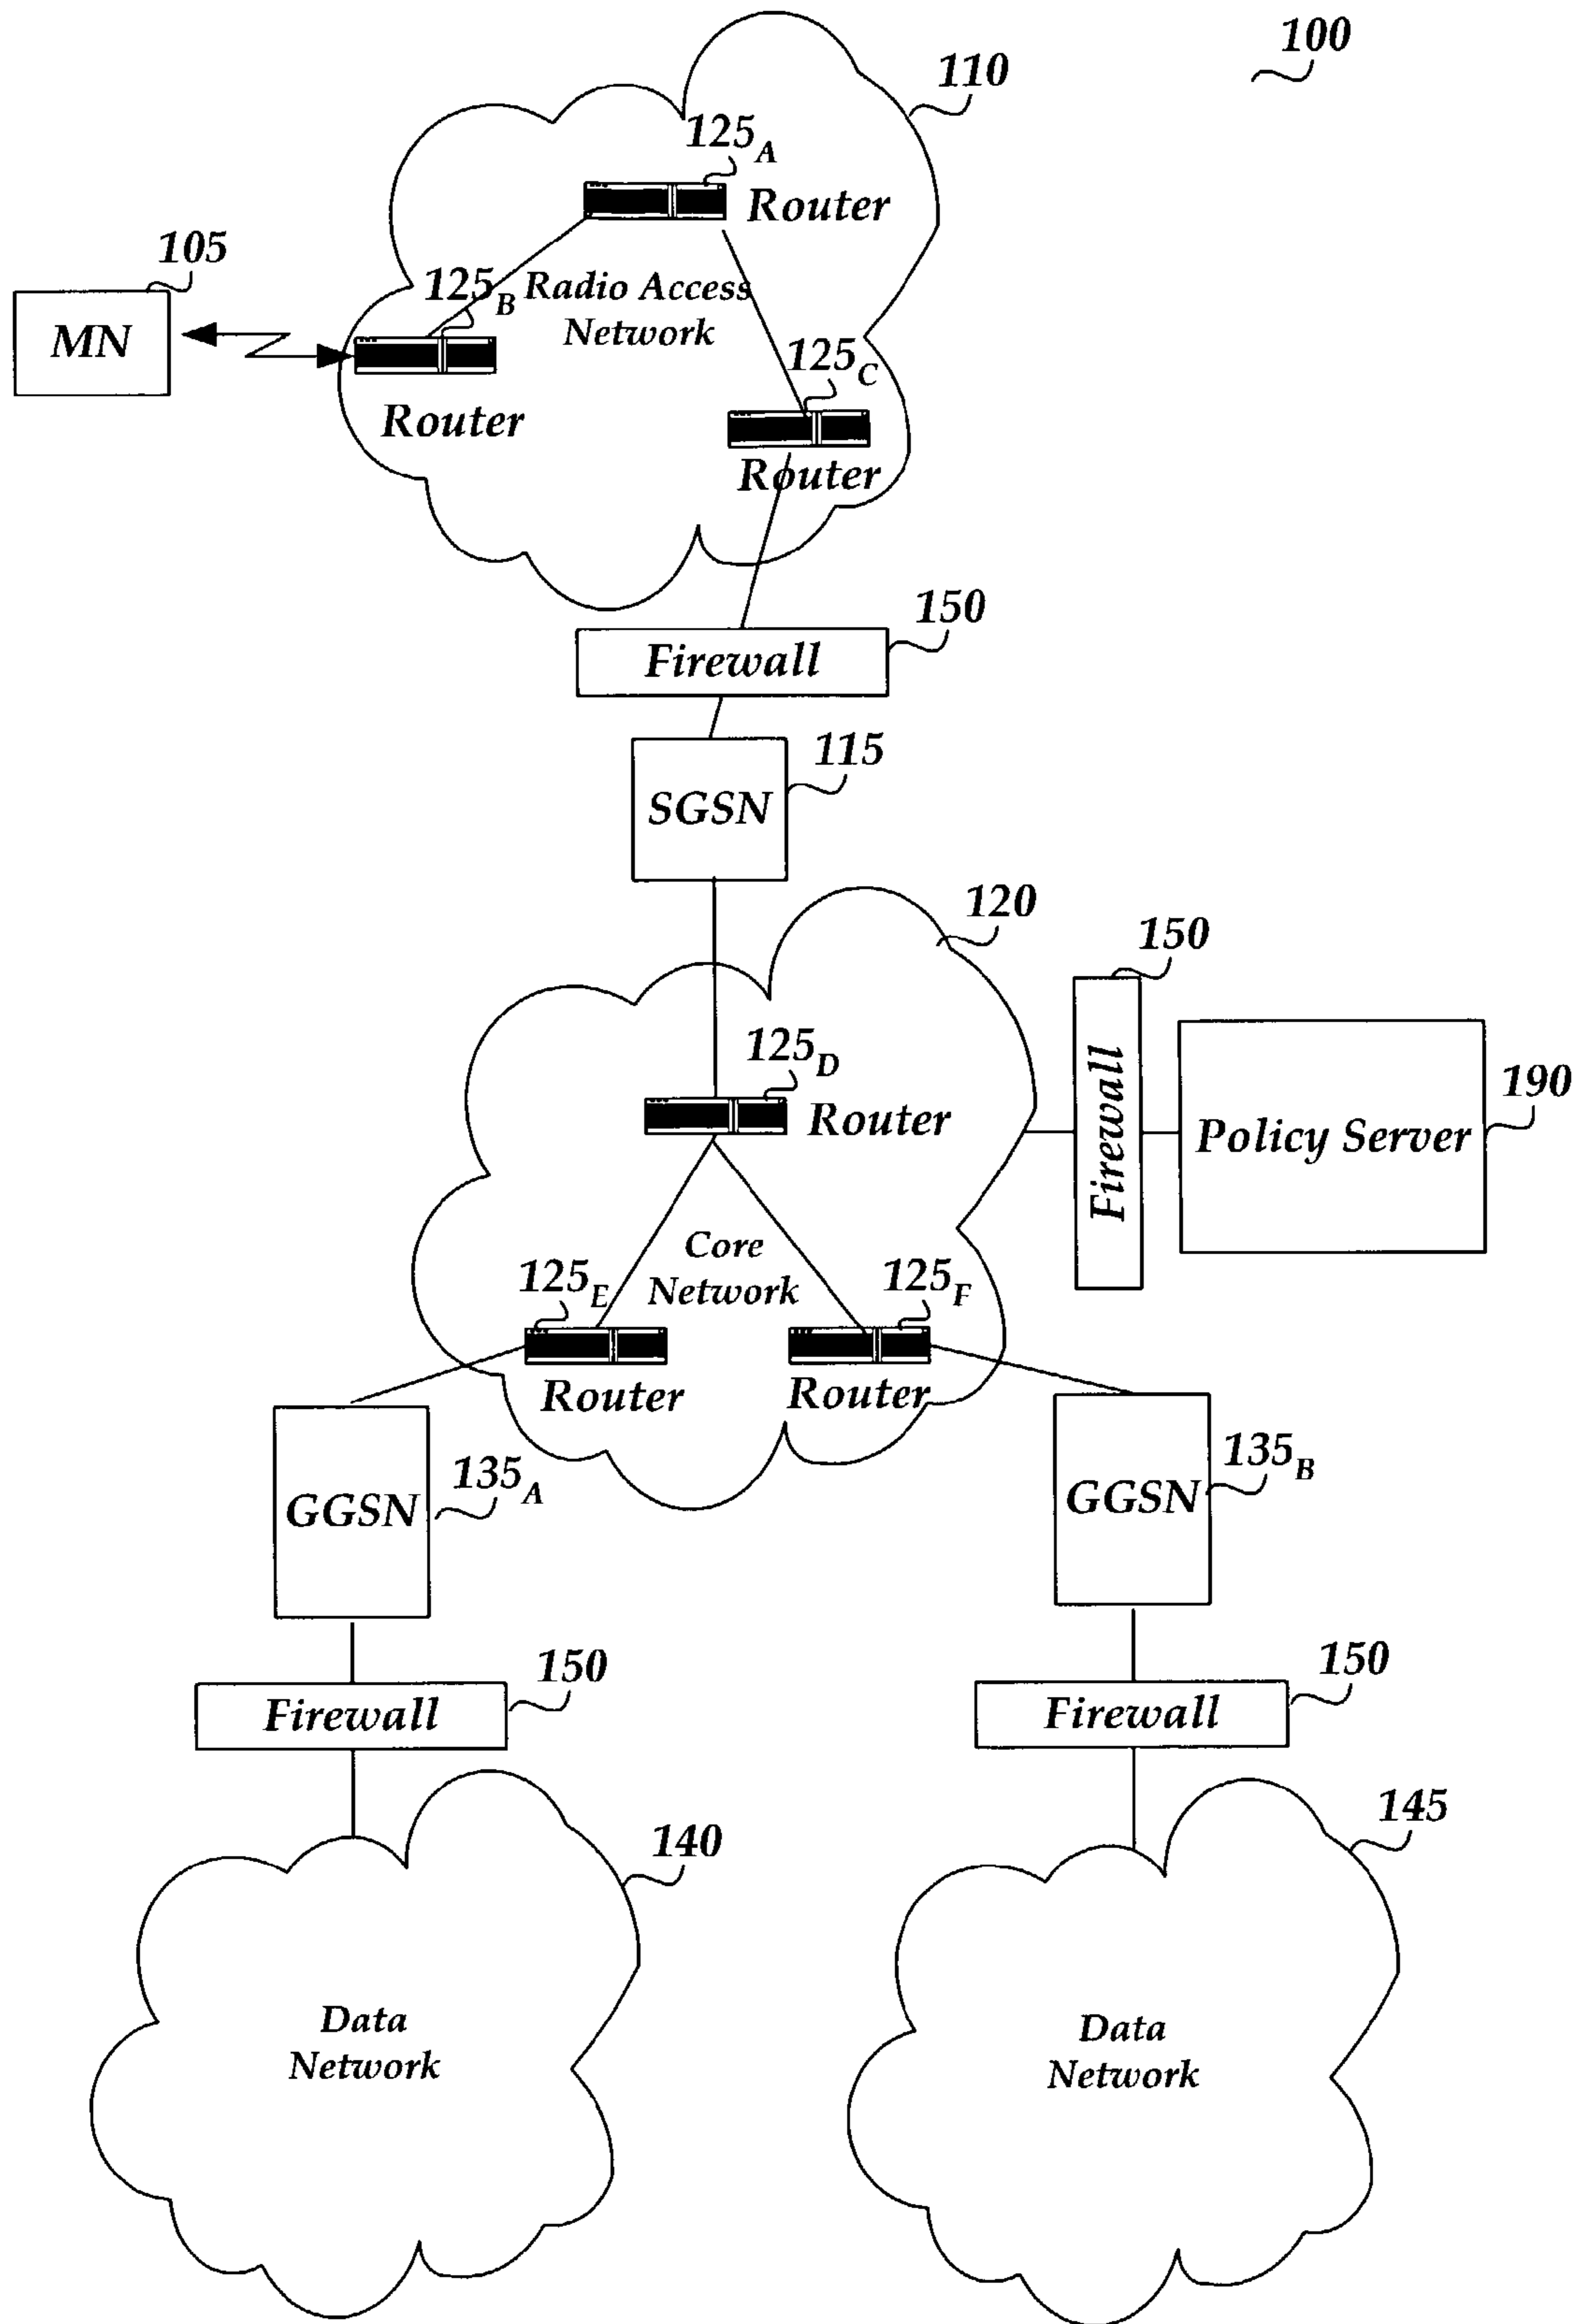 100
110
125A
Router
105
MN
125B
Radio Access
Network
Router
125C
Router
150
Firewall
115
SGSN
120
150
Firewall
190
Policy Server
125D
Router
Core
Network
125E
Router
125F
Router
135A
GGSN
135B
GGSN
150
Firewall
150
Firewall
140
Data
Network
145
Data
Network